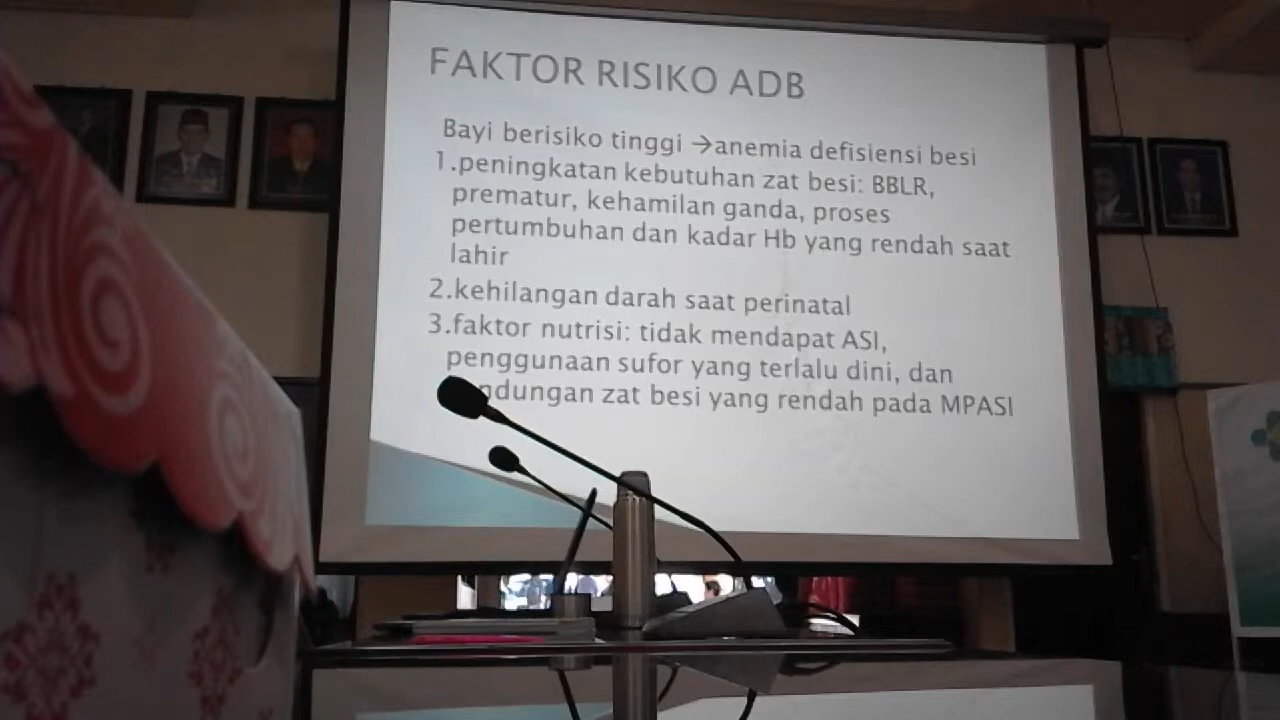 FAKTOR RISIKO ADB
Bayi berisiko tinggi →anemia defisiensi besi
1.peningkatan kebutuhan zat besi: BBLR,
prematur, kehamilan ganda, proses
pertumbuhan dan kadar Hb yang rendah saat
lahir
2.kehilangan darah saat perinatal
3.faktor nutrisi: tidak mendapat ASI,
penggunaan sufor yang terlalu dini, dan
zat besi yang rendah pada MPASI